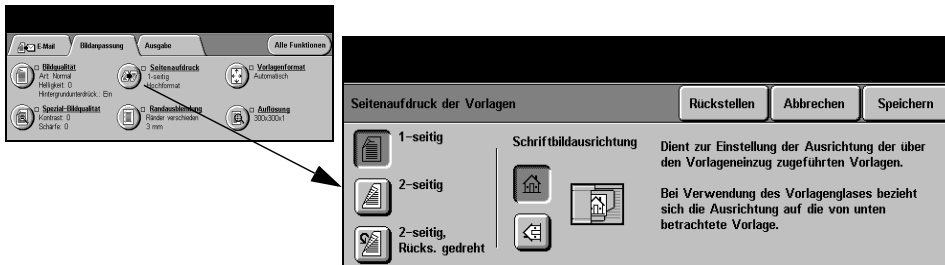 E-Mail
Bildanpassung
Ausgabe
Alle Funktionen
Bildqualität
Art: Normal
Helligkeit: 0
Hintergrundunterdrück.: Ein
Seitenaufdruck
1-seitig
Hochformat
Vorlagenformat
Automatisch
Spezial-Bildqualität
Kontrast: 0
Schärfe: 0
Randausblendung
Ränder verschieden
3 mm
Auflösung
300x300x1
Seitenaufdruck der Vorlagen
Rückstellen
Abbrechen
Speichern
1-seitig
2-seitig
2-seitig,
Rücks. gedreht
Schriftbildausrichtung
Dient zur Einstellung der Ausrichtung der über
den Vorlageneinzug zugeführten Vorlagen.
Bei Verwendung des Vorlagenglases bezieht
sich die Ausrichtung auf die von unten
betrachtete Vorlage.